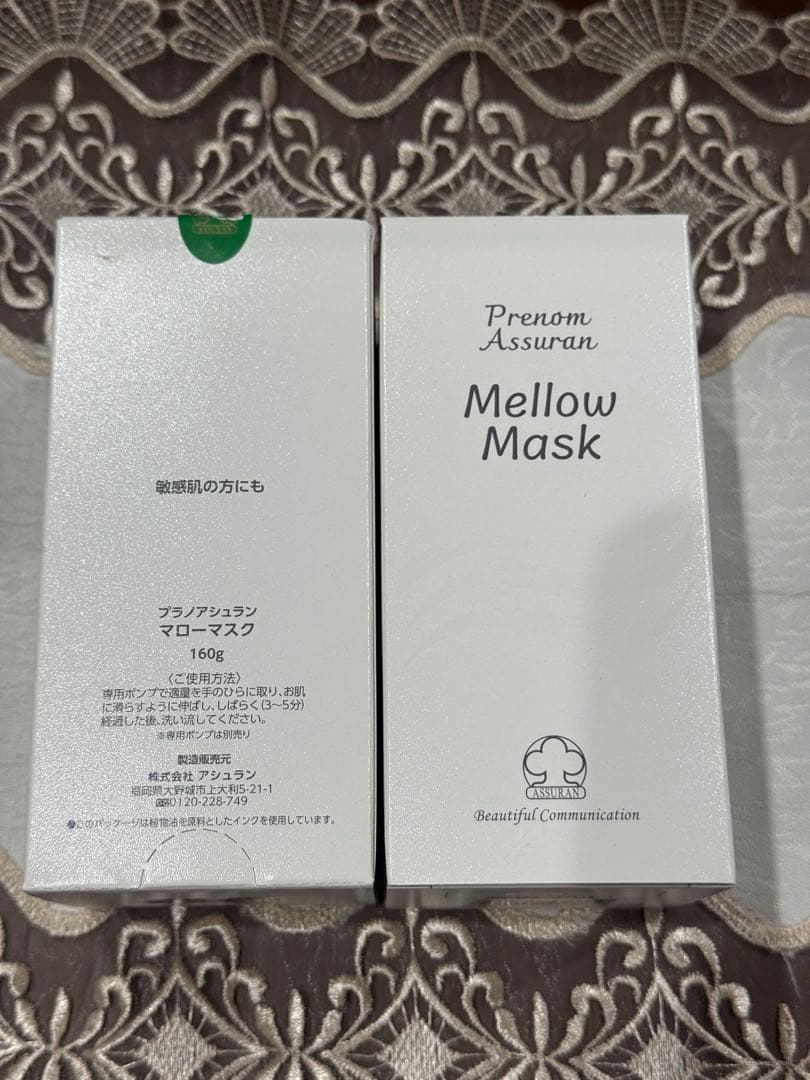 ASSURAN
敏感肌の方にも
プラノアシュラン
マローマスク
160g
〈ご使用方法〉
専用ポンプで適量を手のひらに取り、お肌
に滑らすように伸ばし、しばらく(3〜5分)
経過した後、洗い流してください。
※専用ポンプは別売り
製造販売元
株式会社 アシュラン
福岡県大野城市上大利5-21-1
0120-228-749
●このパッケージは植物油を原料としたインクを使用しています。
Prenom
Assuran
Mellow
Mask
ASSURAN
Beautiful Communication